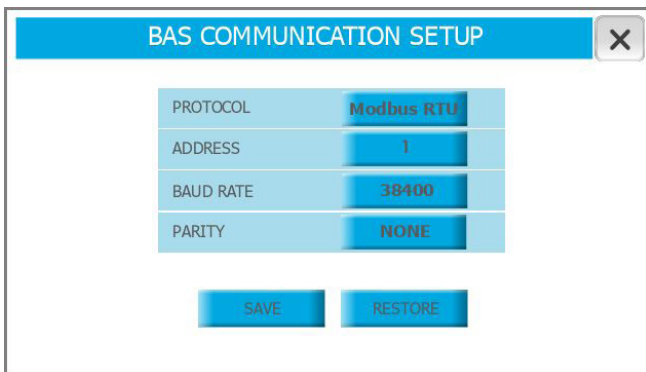 BAS COMMUNICATION SETUP
PROTOCOL Modbus RTU
ADDRESS 1
BAUD RATE 38400
PARITY NONE
SAVE RESTORE